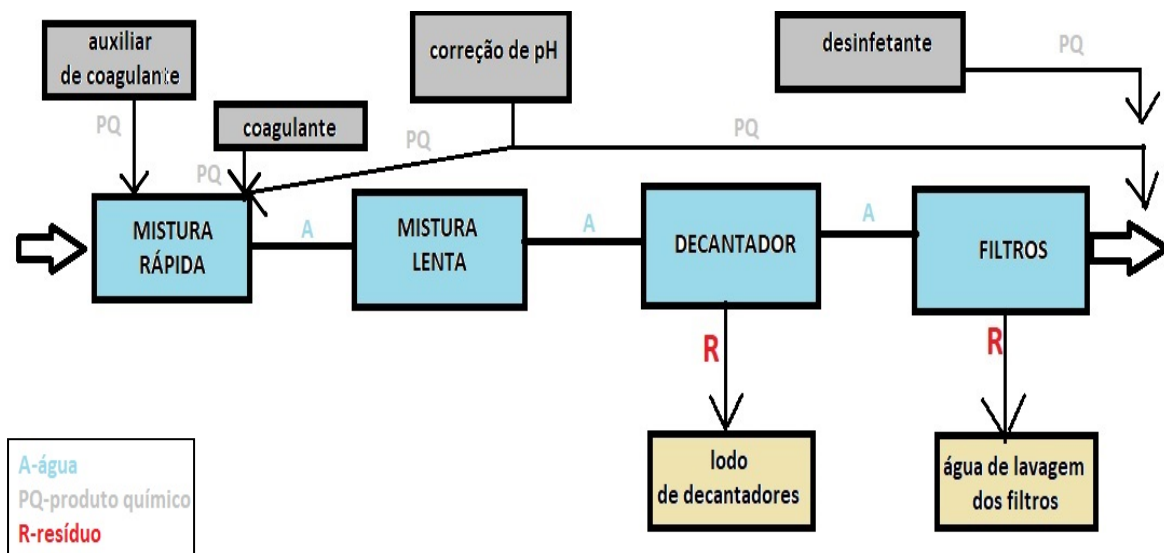 auxiliar
de coagulante
correção de pH
desinfetante
PQ
PQ
coagulante
PQ
PQ
PQ
MISTURA
RÁPIDA
A
MISTURA
LENTA
A
DECANTADOR
A
FILTROS
R
R
lodo
de decantadores
água de lavagem
dos filtros
A-água
PQ-produto químico
R-resíduo